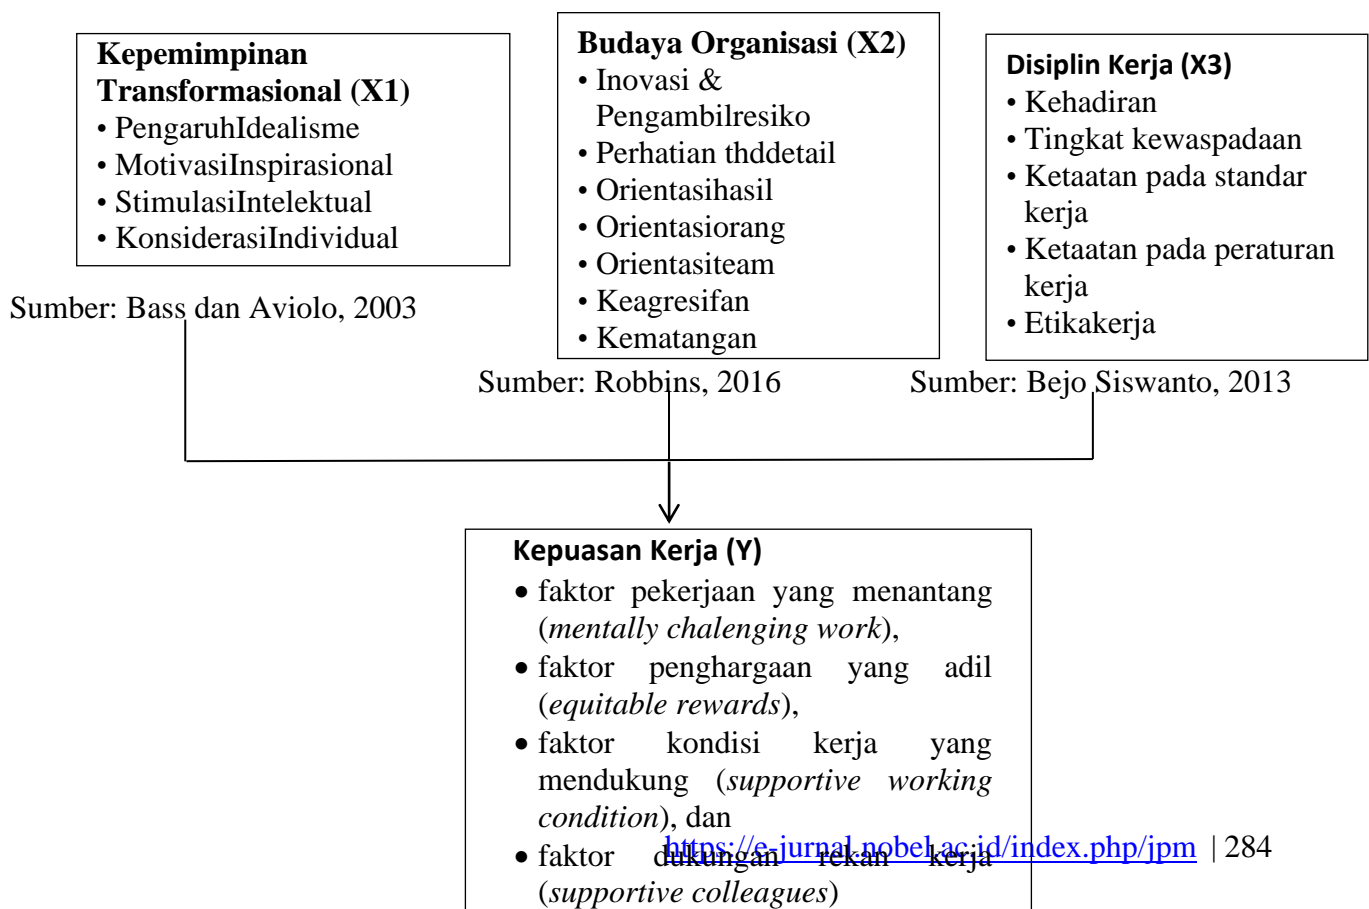 Kepemimpinan
Transformasional (X1)
• PengaruhIdealisme
• MotivasiInspirasional
• StimulasiIntelektual
• KonsiderasiIndividual
Sumber: Bass dan Aviolo, 2003
Budaya Organisasi (X2)
• Inovasi &
Pengambilresiko
• Perhatian thddetail
• Orientasihasil
• Orientasiorang
• Orientasiteam
• Keagresifan
• Kematangan
Sumber: Robbins, 2016
Disiplin Kerja (X3)
• Kehadiran
• Tingkat kewaspadaan
• Ketaatan pada standar
kerja
• Ketaatan pada peraturan
kerja
• Etikakerja
Sumber: Bejo Siswanto, 2013
Kepuasan Kerja (Y)
• faktor pekerjaan yang menantang
(mentally chalenging work),
• faktor penghargaan yang adil
(equitable rewards),
• faktor kondisi kerja yang
mendukung (supportive working
condition), dan
• faktor dukungan rekan kerja
(supportive colleagues)
https://e-jurnal.nobel.ac.id/index.php/jpm | 284